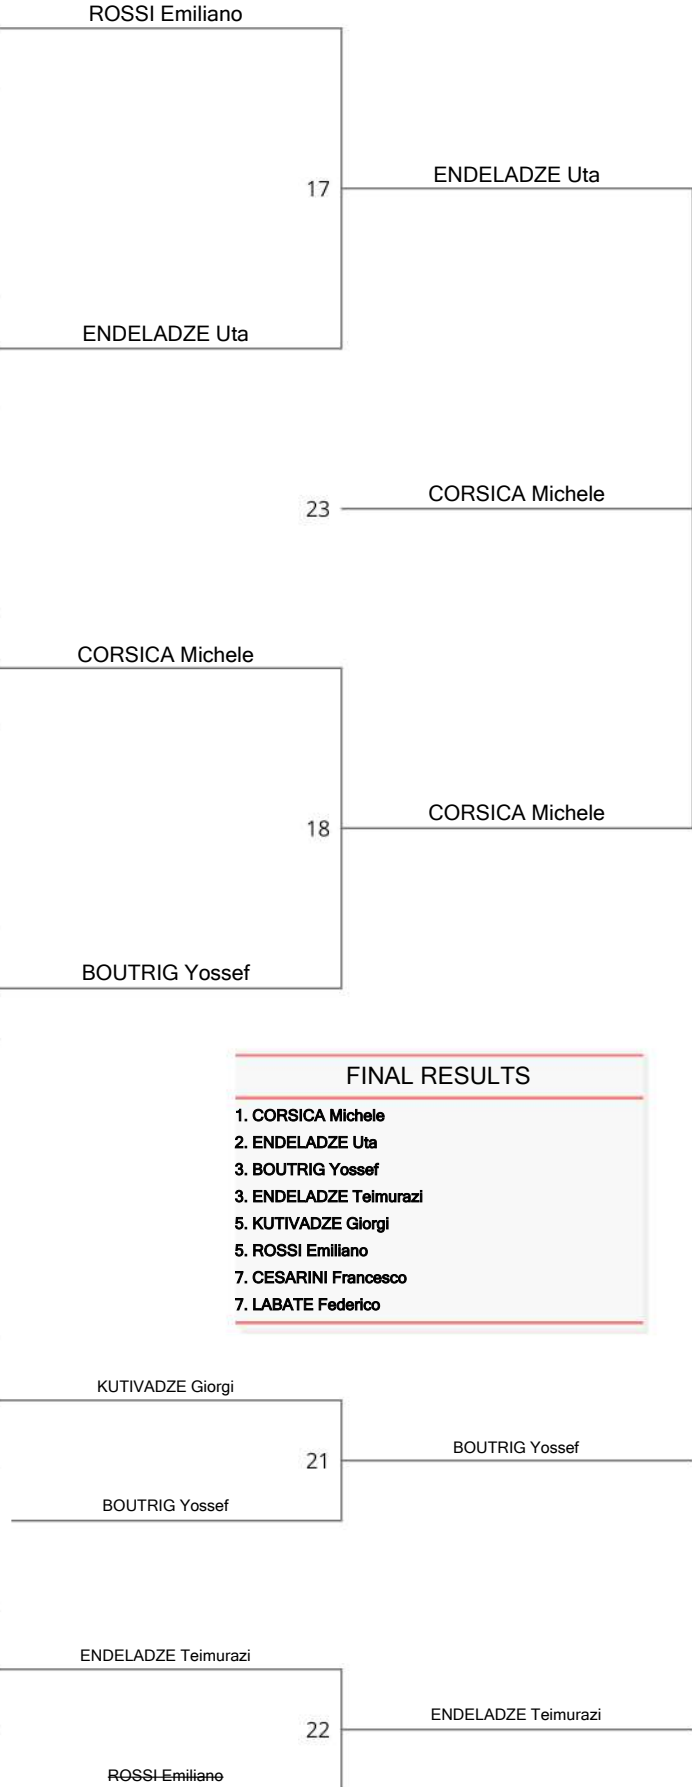 ROSSI Emiliano
17
ENDELADZE Uta
ENDELADZE Uta
23
CORSICA Michele
CORSICA Michele
18
CORSICA Michele
BOUTRIG Yossef
FINAL RESULTS
1. CORSICA Michele
2. ENDELADZE Uta
3. BOUTRIG Yossef
3. ENDELADZE Teimurazi
5. KUTIVADZE Giorgi
5. ROSSI Emiliano
7. CESARINI Francesco
7. LABATE Federico
KUTIVADZE Giorgi
21
BOUTRIG Yossef
BOUTRIG Yossef
ENDELADZE Teimurazi
22
ENDELADZE Teimurazi
ROSSI Emiliano